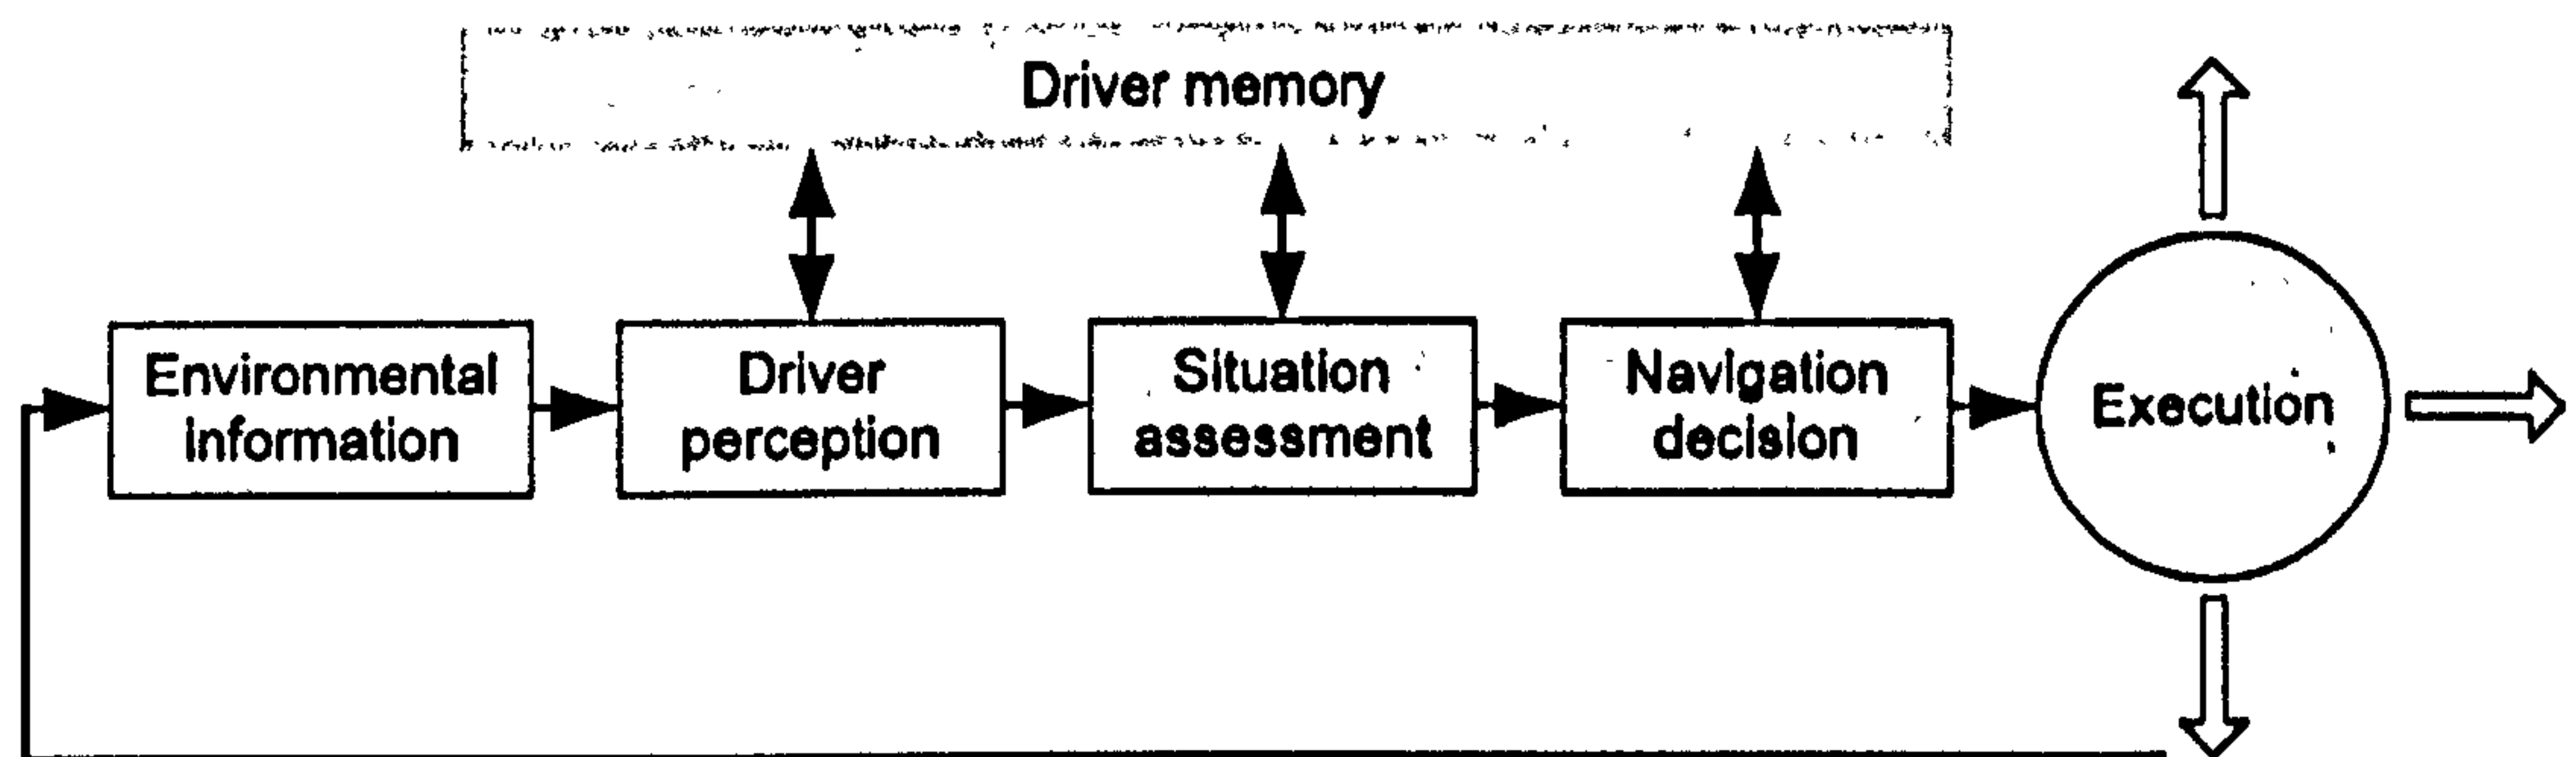 Driver memory
Environmental
information
Driver
perception
Situation
assessment
Navigation
decision
Execution